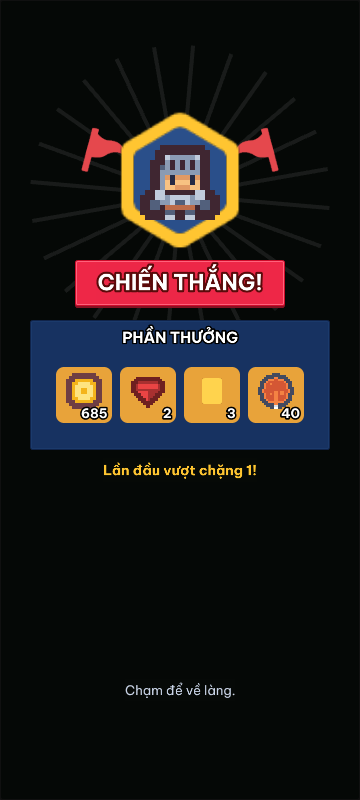 CHIẾN THẮNG!
PHẦN THƯỞNG
685
2
3
40
Lần đầu vượt chặng 1!
Chạm để về làng.